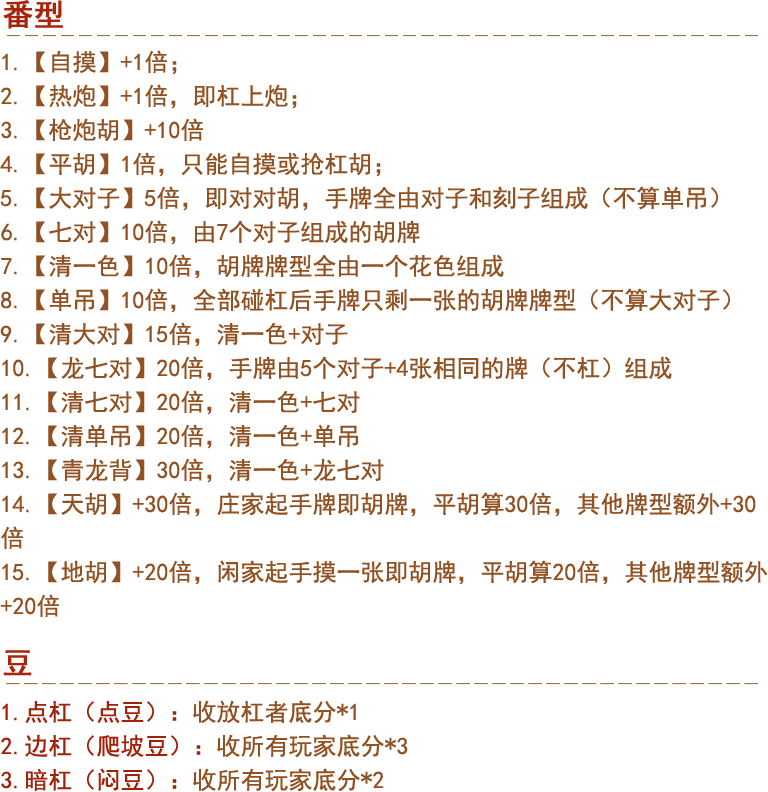 番型
1.【自摸】+1倍；
2.【热炮】+1倍，即杠上炮；
3.【枪炮胡】+10倍
4.【平胡】1倍，只能自摸或抢杠胡；
5.【大对子】5倍，即对对胡，手牌全由对子和刻子组成（不算单吊）
6.【七对】10倍，由7个对子组成的胡牌
7.【清一色】10倍，胡牌牌型全由一个花色组成
8.【单吊】10倍，全部碰杠后手牌只剩一张的胡牌牌型（不算大对子）
9.【清大对】15倍，清一色+对子
10.【龙七对】20倍，手牌由5个对子+4张相同的牌（不杠）组成
11.【清七对】20倍，清一色+七对
12.【清单吊】20倍，清一色+单吊
13.【青龙背】30倍，清一色+龙七对
14.【天胡】+30倍，庄家起手牌即胡牌，平胡算30倍，其他牌型额外+30
倍
15.【地胡】+20倍，闲家起手摸一张即胡牌，平胡算20倍，其他牌型额外
+20倍
豆
1.点杠（点豆）：收放杠者底分*1
2.边杠（爬坡豆）：收所有玩家底分*3
3.暗杠（闷豆）：收所有玩家底分*2